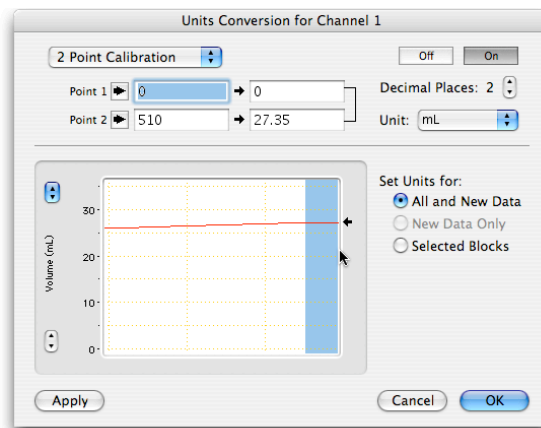 Units Conversion for Channel 1
2 Point Calibration
Off On
Point 1 0 0
Decimal Places: 2
Point 2 510 27.35
Unit: mL
Set Units for:
All and New Data
New Data Only
Selected Blocks
Volume (mL)
30
20
10
0
Apply
Cancel OK